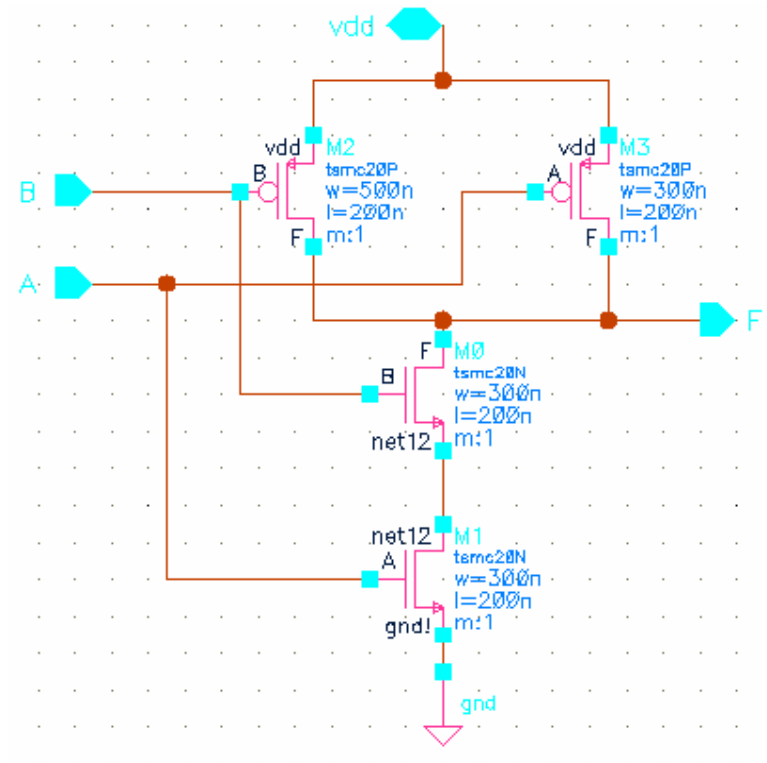 vdd
vdd
M2
tsmc20P
w=500n
l=200n
m:1
B
F
vdd
M3
tsmc20P
w=300n
l=200n
m:1
A
F
B
A
F
F
M0
tsmc20N
w=300n
l=200n
m:1
B
net12
net12
M1
tsmc20N
w=300n
l=200n
m:1
A
gnd!
gnd